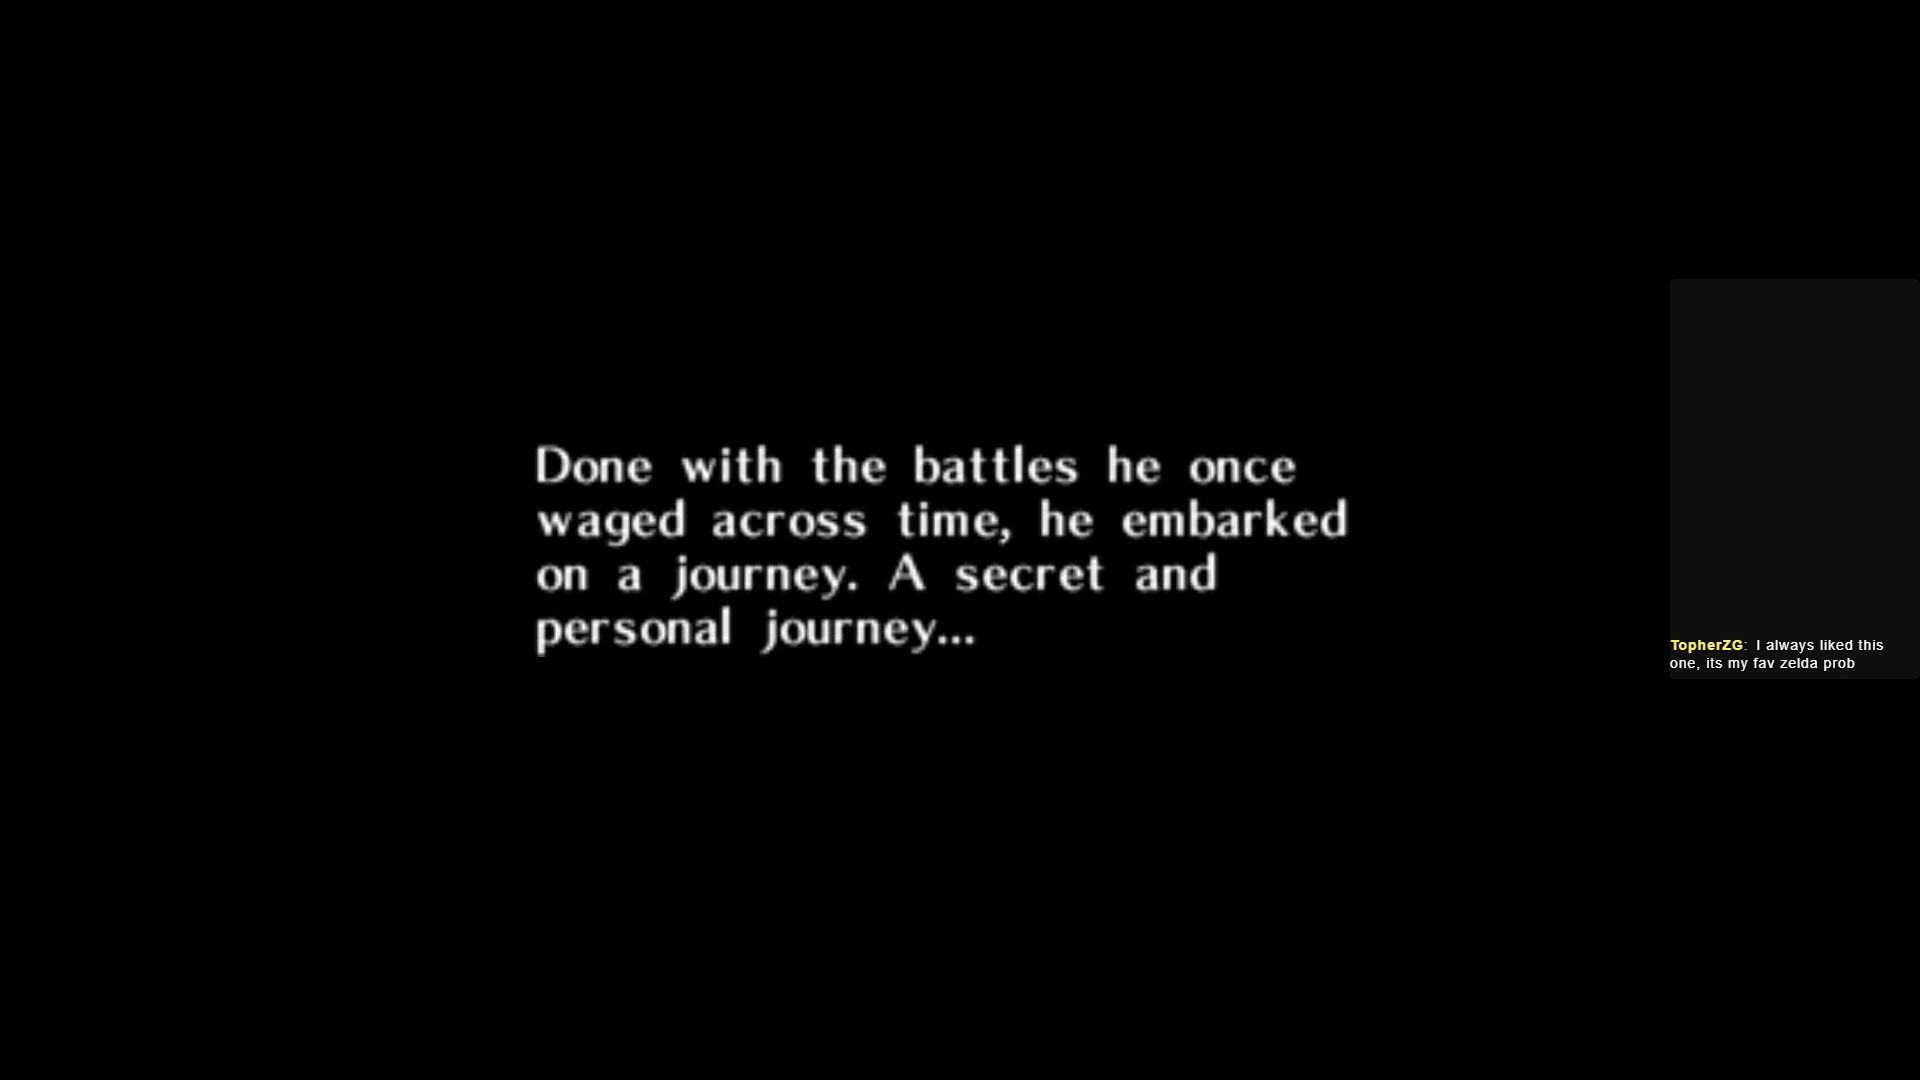 Done with the battles he once
waged across time, he embarked
on a journey. A secret and
personal journey...
TopherZG: I always liked this
one, its my fav zelda prob